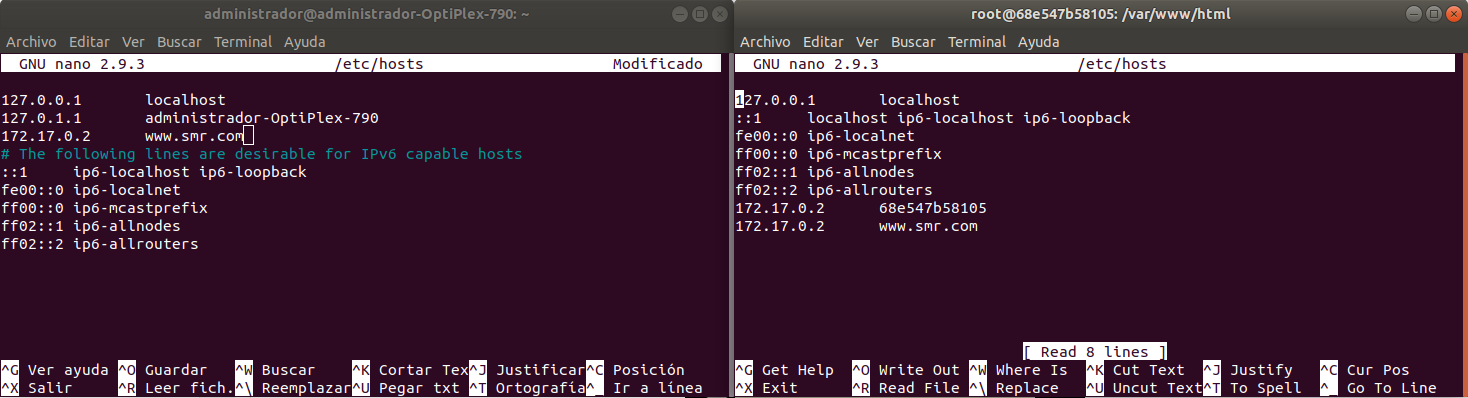 administrador@administrador-OptiPlex-790: ~
Archivo Editar Ver Buscar Terminal Ayuda
GNU nano 2.9.3 /etc/hosts Modificado
127.0.0.1 localhost
127.0.1.1 administrador-OptiPlex-790
172.17.0.2 www.smr.com
# The following lines are desirable for IPv6 capable hosts
::1 ip6-localhost ip6-loopback
fe00::0 ip6-localnet
ff00::0 ip6-mcastprefix
ff02::1 ip6-allnodes
ff02::2 ip6-allrouters
^G Ver ayuda ^O Guardar ^W Buscar ^K Cortar Tex ^J Justificar ^C Posición
^X Salir ^R Leer fich. ^\ Reemplazar ^U Pegar txt ^T Ortografía ^_ Ir a línea
root@68e547b58105: /var/www/html
Archivo Editar Ver Buscar Terminal Ayuda
GNU nano 2.9.3 /etc/hosts
127.0.0.1 localhost
::1 localhost ip6-localhost ip6-loopback
fe00::0 ip6-localnet
ff00::0 ip6-mcastprefix
ff02::1 ip6-allnodes
ff02::2 ip6-allrouters
172.17.0.2 68e547b58105
172.17.0.2 www.smr.com
[ Read 8 lines ]
^G Get Help ^O Write Out ^W Where Is ^K Cut Text ^J Justify ^C Cur Pos
^X Exit ^R Read File ^\ Replace ^U Uncut Text ^T To Spell ^_ Go To Line